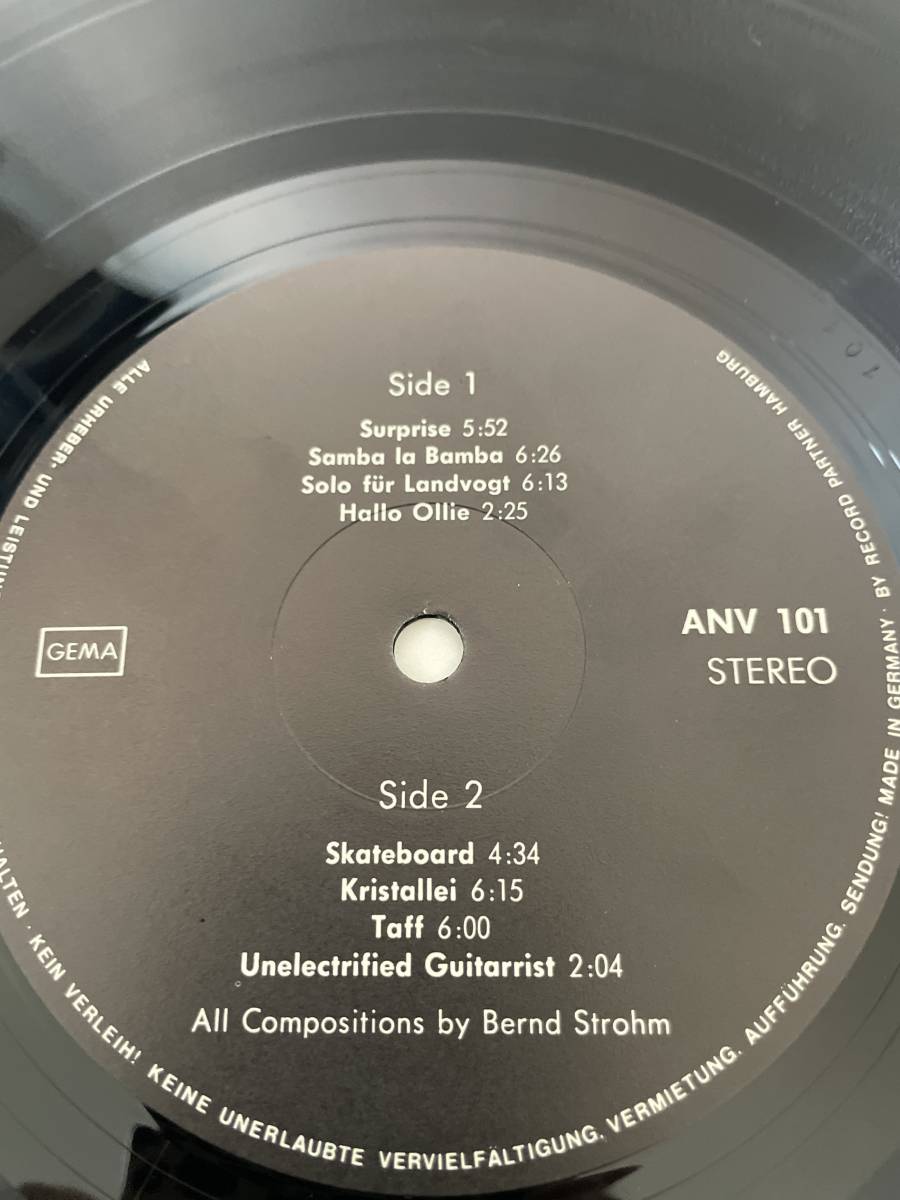 Side 1
Surprise 5:52
Samba la Bamba 6:26
Solo für Landvogt 6:13
Hallo Ollie 2:25
GEMA
ANV 101
STEREO
Side 2
Skateboard 4:34
Kristallei 6:15
Taff 6:00
Unelectrified Guitarrist 2:04
All Compositions by Bernd Strohm
ALLE URHEBER- UND
KEIN VERLEIH! KEINE UNERLAUBTE VERVIELFÄLTIGUNG, VERMIETUNG, AUFFÜHRUNG, SENDUNG! MADE IN GERMANY · BY RECORD PARTNER HAMBURG